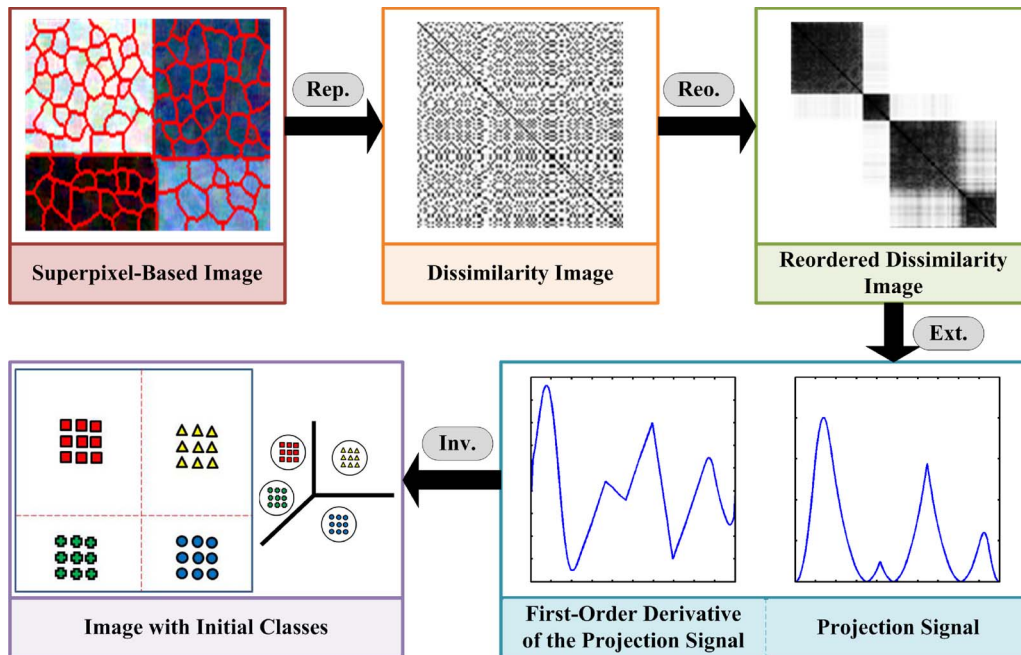 Rep.
Reo.
Superpixel-Based Image
Dissimilarity Image
Reordered Dissimilarity
Image
Ext.
Inv.
Image with Initial Classes
First-Order Derivative
of the Projection Signal
Projection Signal